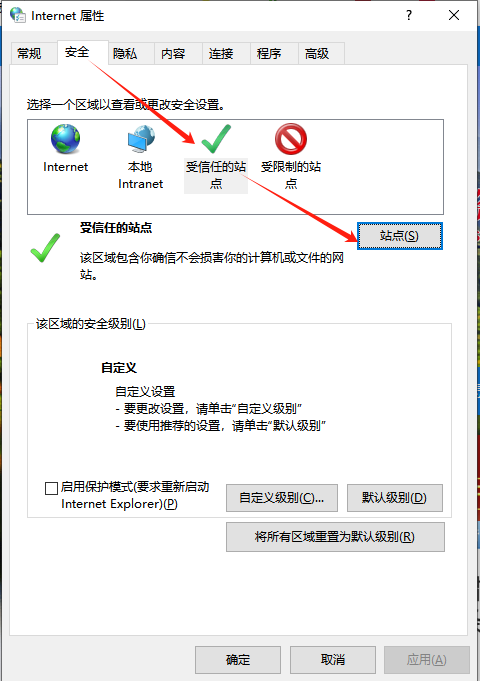 Internet 属性
?
常规 安全 隐私 内容 连接 程序 高级
选择一个区域以查看或更改安全设置。
Internet
本地
Intranet
受信任的站
点
受限制的站
点
受信任的站点
站点(S)
该区域包含你确信不会损害你的计算机或文件的网
站。
该区域的安全级别(L)
自定义
自定义设置
- 要更改设置，请单击"自定义级别"
- 要使用推荐的设置，请单击"默认级别"
启用保护模式(要求重新启动
Internet Explorer)(P)
自定义级别(C)...
默认级别(D)
将所有区域重置为默认级别(R)
确定 取消 应用(A)